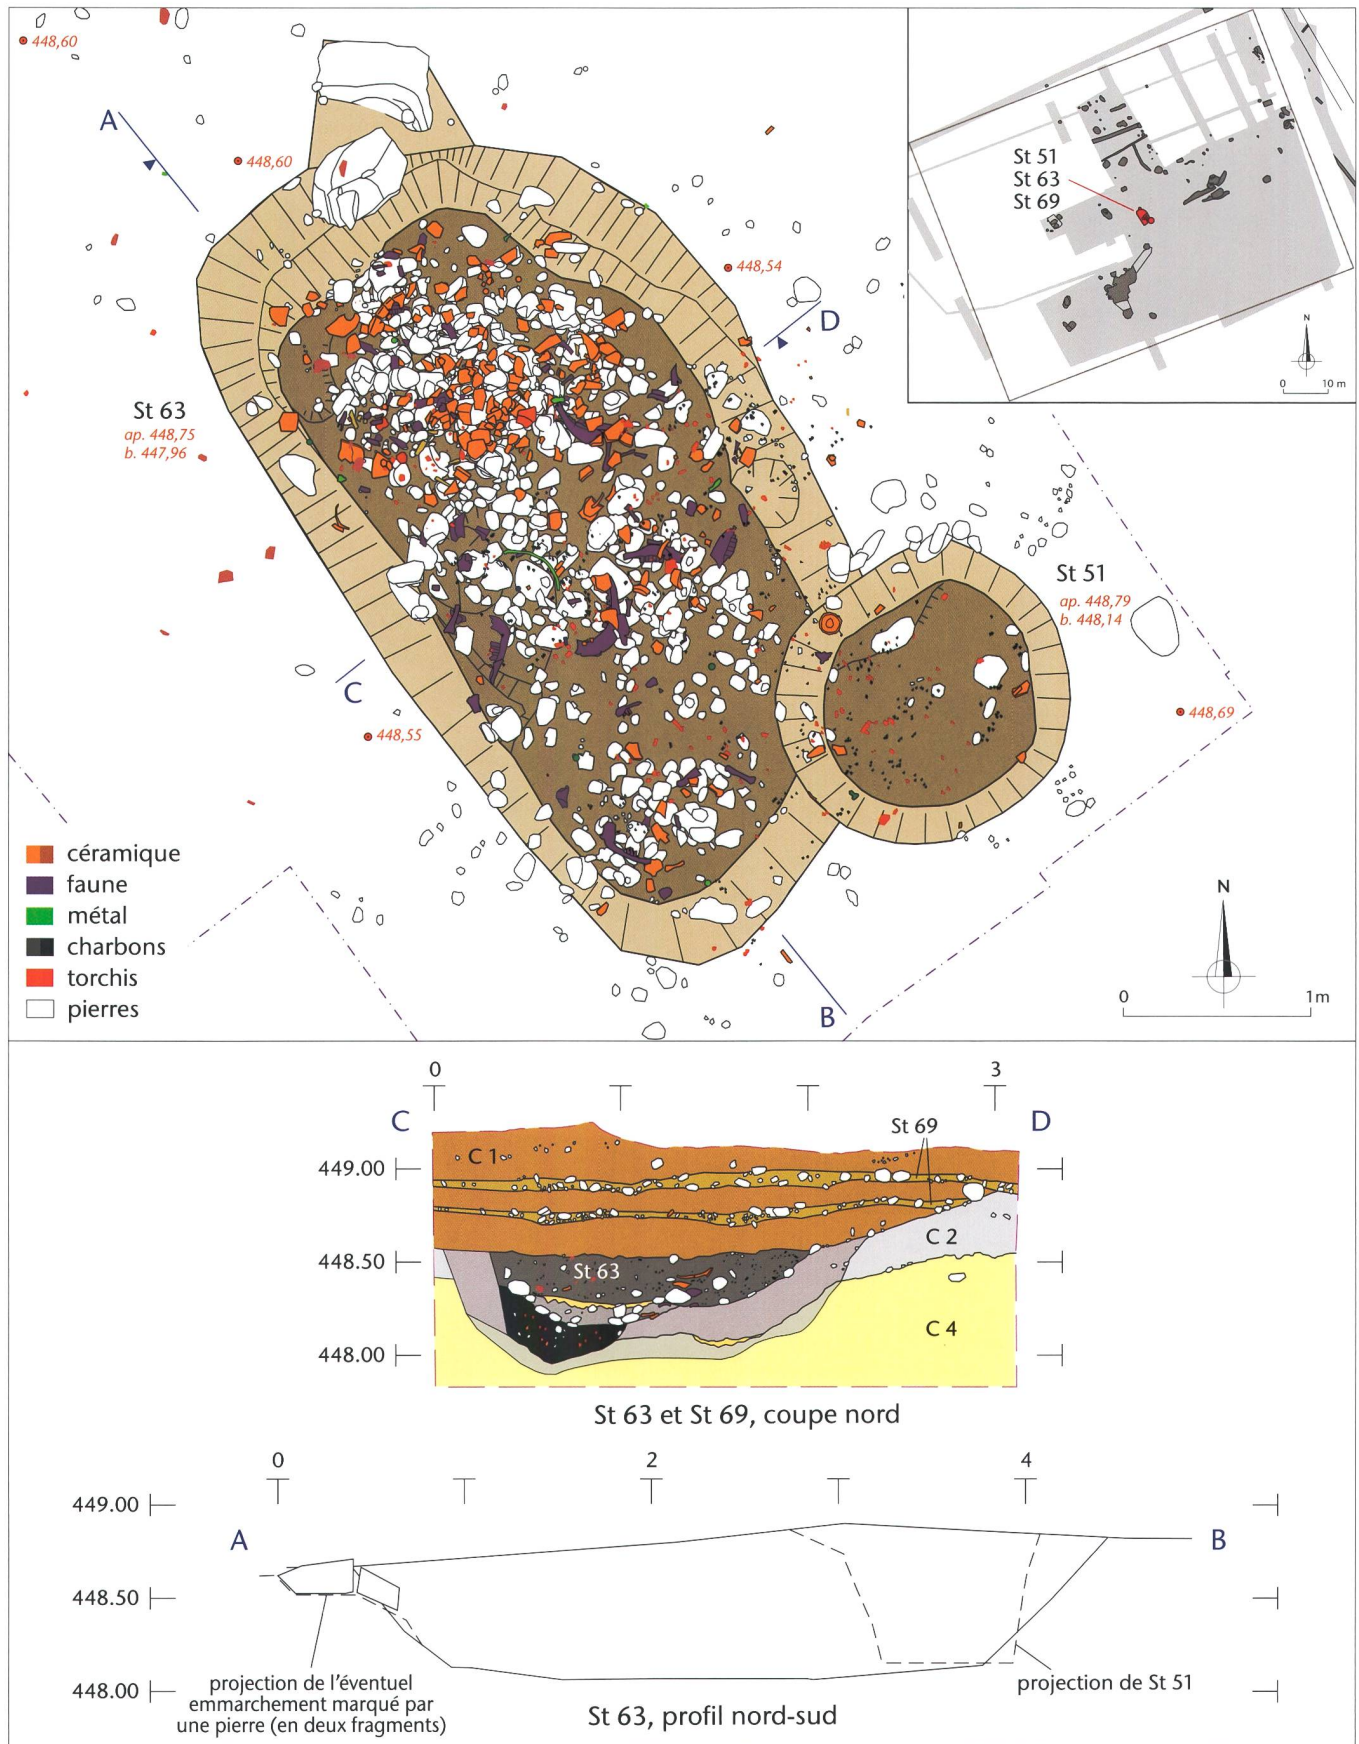 448,60
A
448,60
St 51
St 63
St 69
N
0 10 m
448,54
D
St 63
ap. 448,75
b. 447,96
St 51
ap. 448,79
b. 448,14
C
448,55
448,69
céramique
faune
métal
charbons
torchis
pierres
N
0 1m
B
0 3
C D
St 69
C 1
449.00
C 2
448.50
St 63
C 4
448.00
St 63 et St 69, coupe nord
0 2 4
449.00
A B
448.50
448.00
projection de l'éventuel
emmarchement marqué par
une pierre (en deux fragments)
projection de St 51
St 63, profil nord-sud